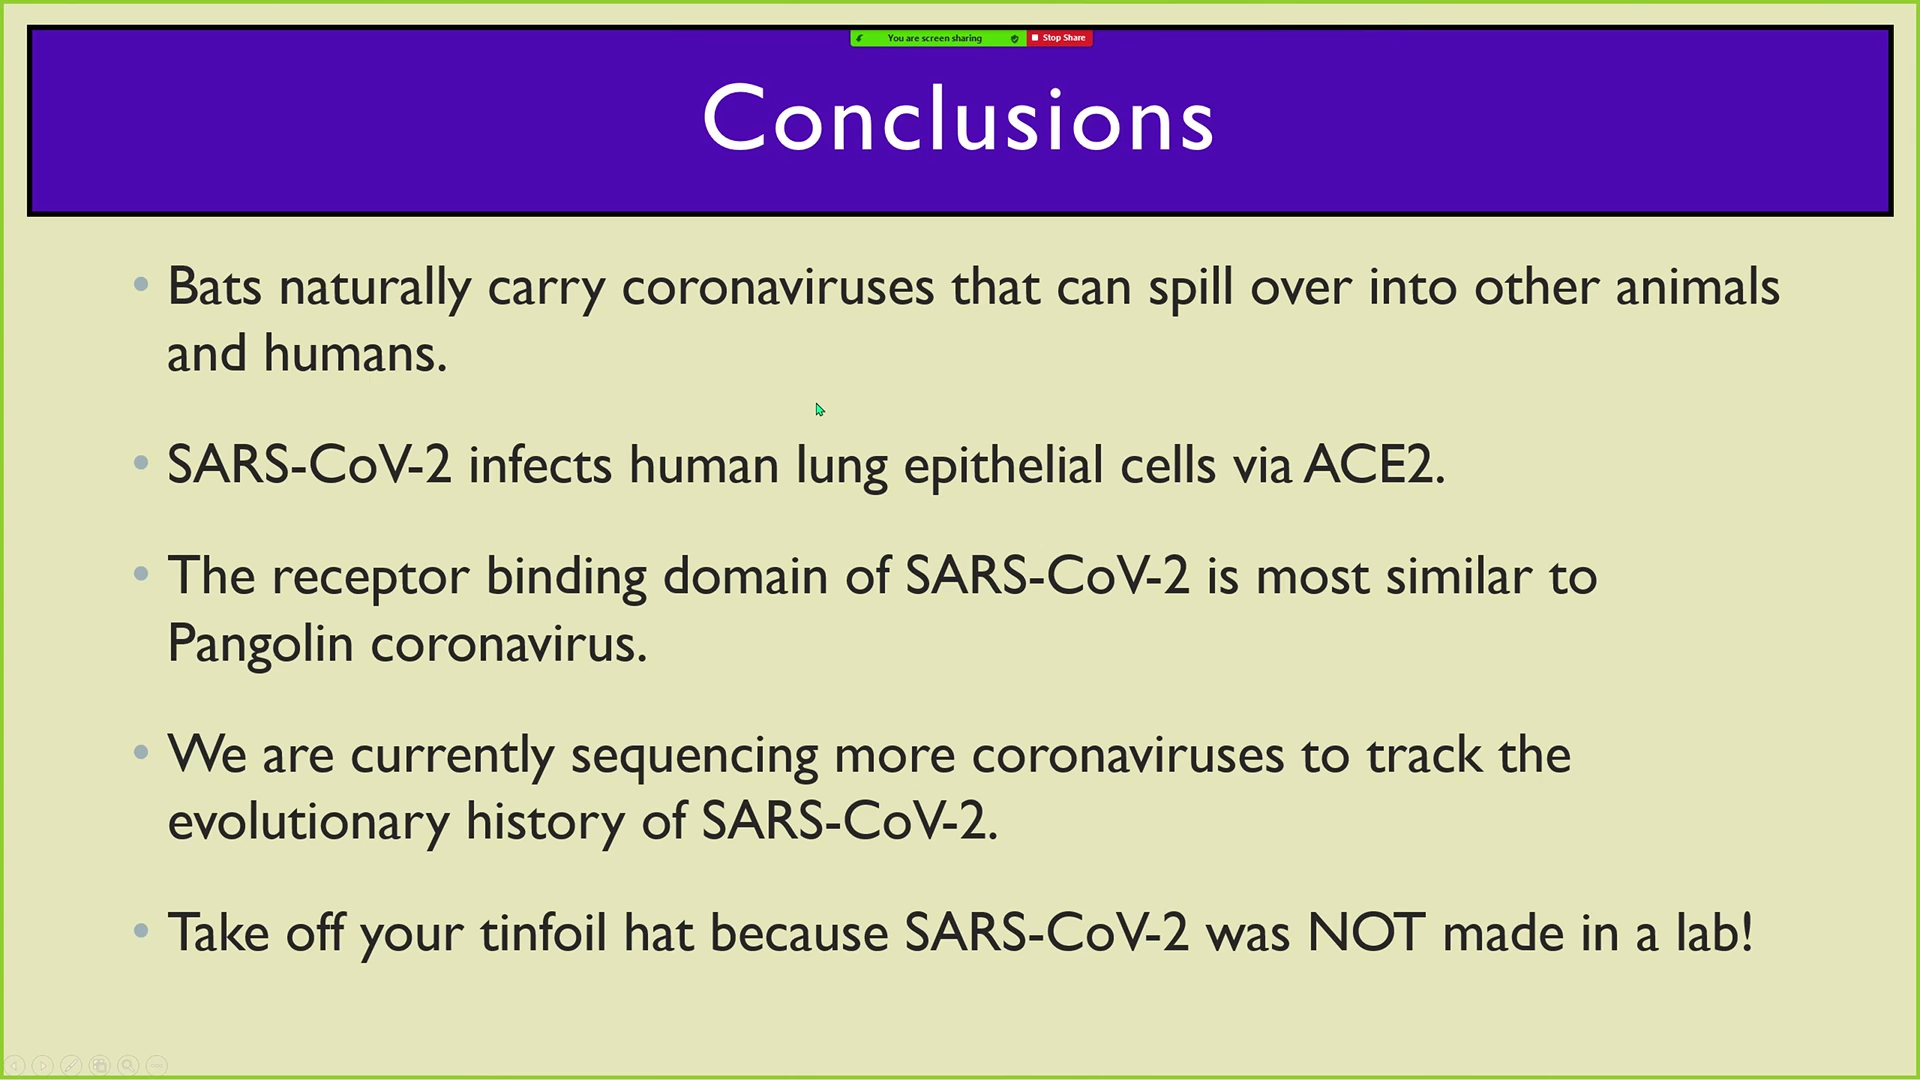 You are screen sharing Stop Share
Conclusions
• Bats naturally carry coronaviruses that can spill over into other animals
and humans.
• SARS-CoV-2 infects human lung epithelial cells via ACE2.
• The receptor binding domain of SARS-CoV-2 is most similar to
Pangolin coronavirus.
• We are currently sequencing more coronaviruses to track the
evolutionary history of SARS-CoV-2.
• Take off your tinfoil hat because SARS-CoV-2 was NOT made in a lab!